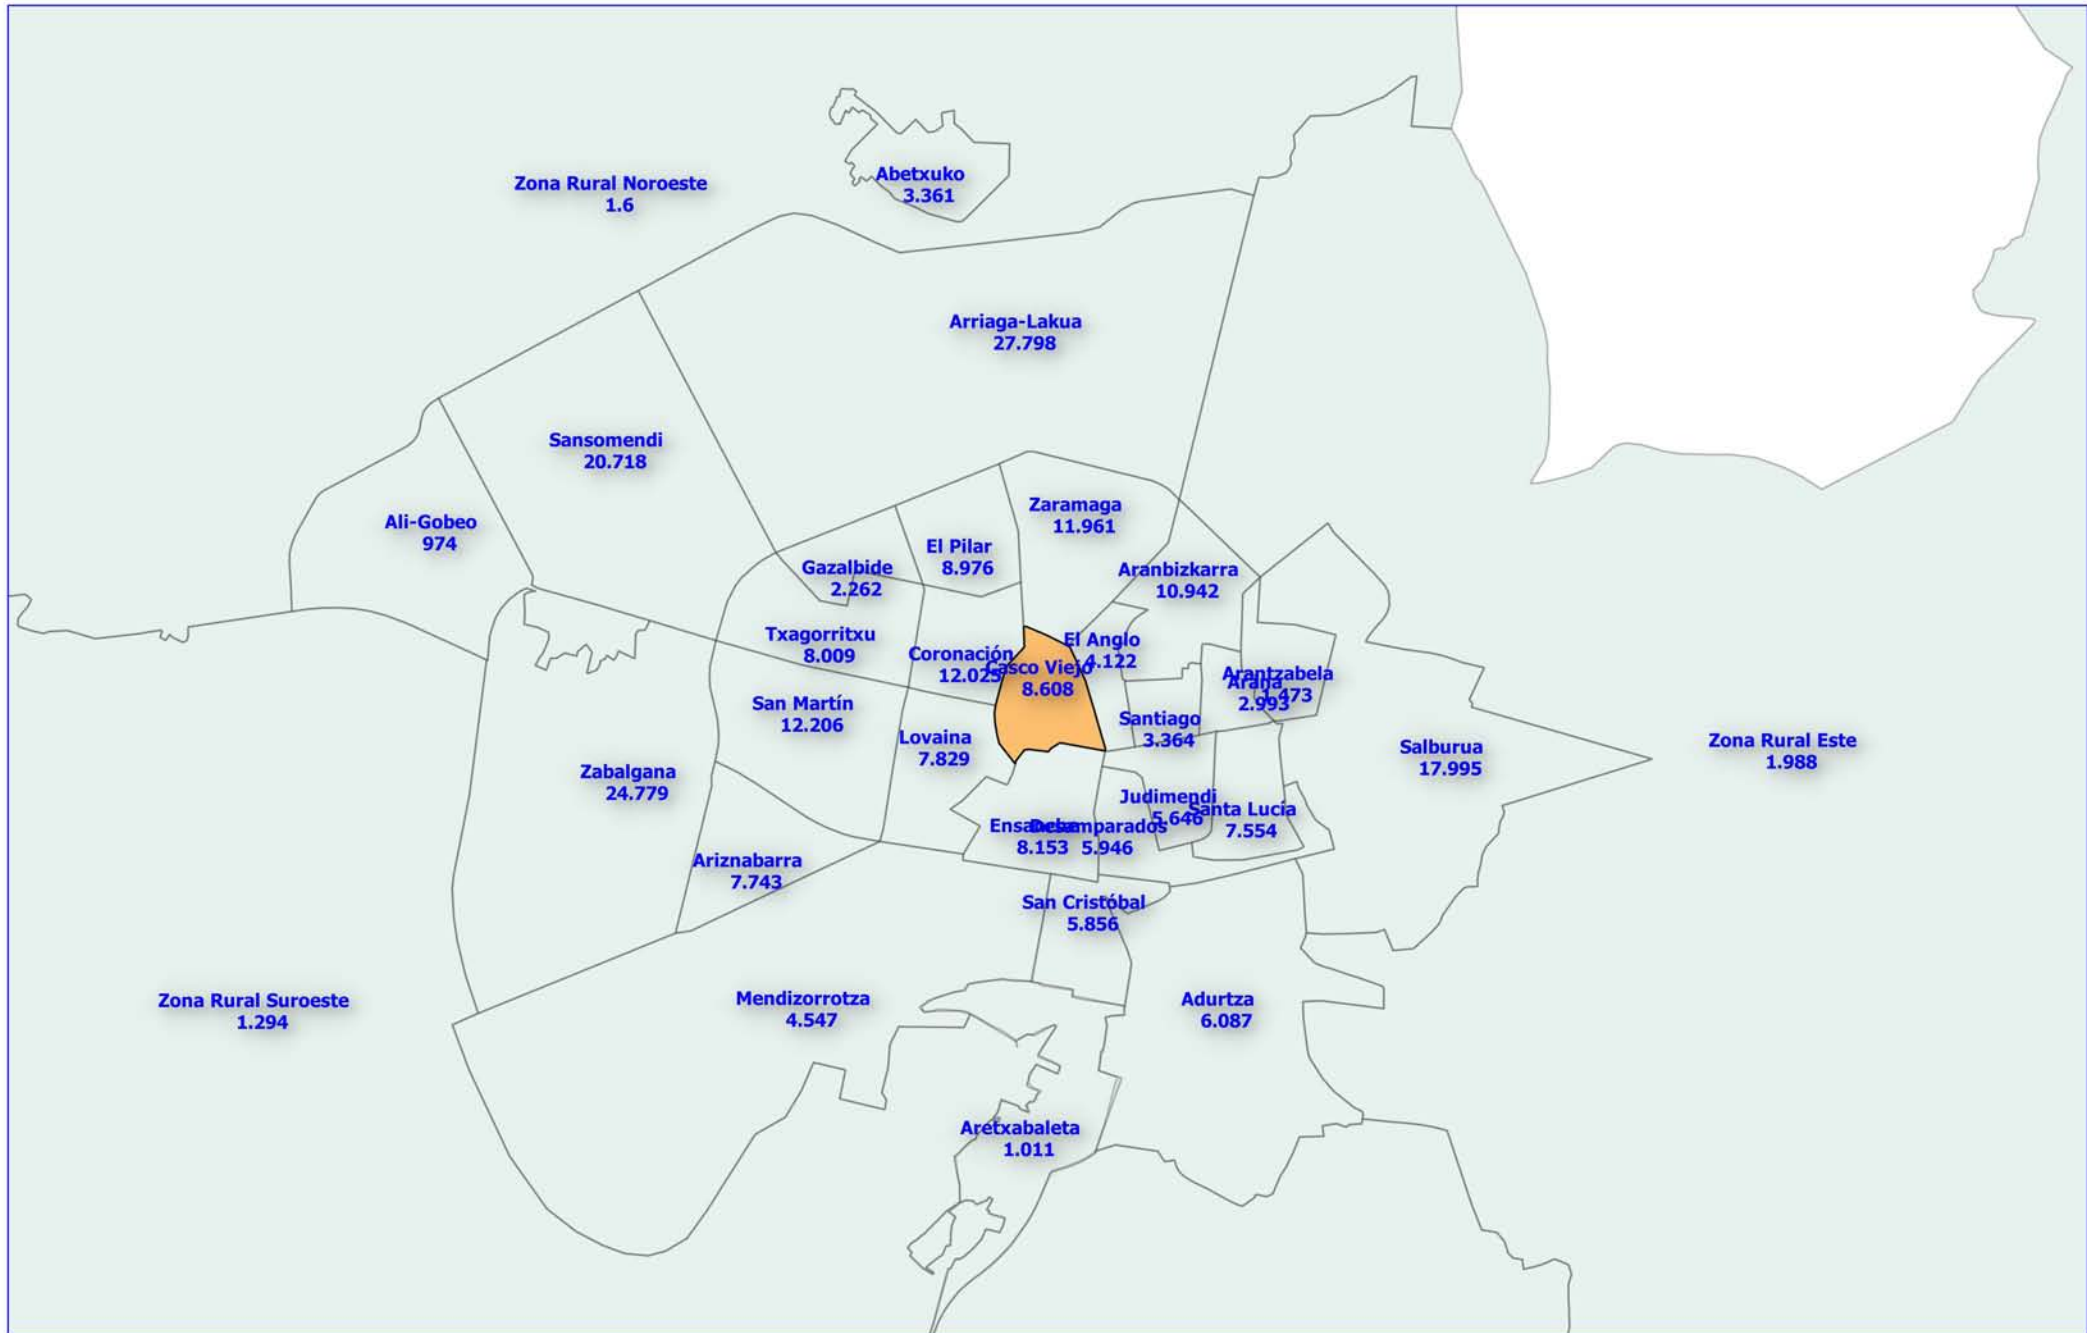 Abetxuko
3.361
Zona Rural Noroeste
1.6
Arriaga-Lakua
27.798
Sansomendi
20.718
Zaramaga
11.961
Ali-Gobeo
974
El Pilar
8.976
Gazalbide
2.262
Aranbizkarra
10.942
Txagorritxu
8.009
El Anglo
4.122
Coronación
12.025
Casco Viejo
8.608
Arantzabela
1.473
Arana
2.993
San Martín
12.206
Santiago
3.364
Lovaina
7.829
Salburua
17.995
Zona Rural Este
1.988
Zabalgana
24.779
Judimendi
5.646
Santa Lucía
7.554
Ensanche
8.153
Desamparados
5.946
Ariznabarra
7.743
San Cristóbal
5.856
Zona Rural Suroeste
1.294
Mendizorrotza
4.547
Adurtza
6.087
Aretxabaleta
1.011